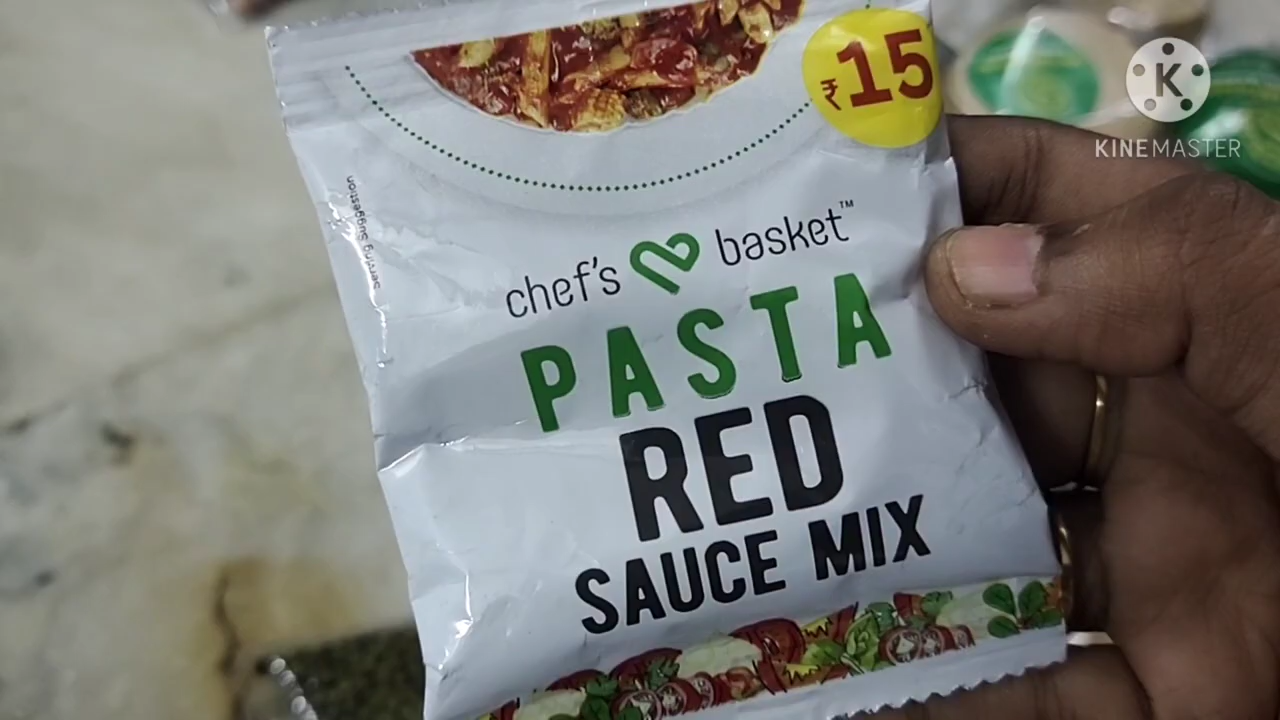 ₹15
K
KINEMASTER
Serving Suggestion
chef's basket™
PASTA
RED
SAUCE MIX